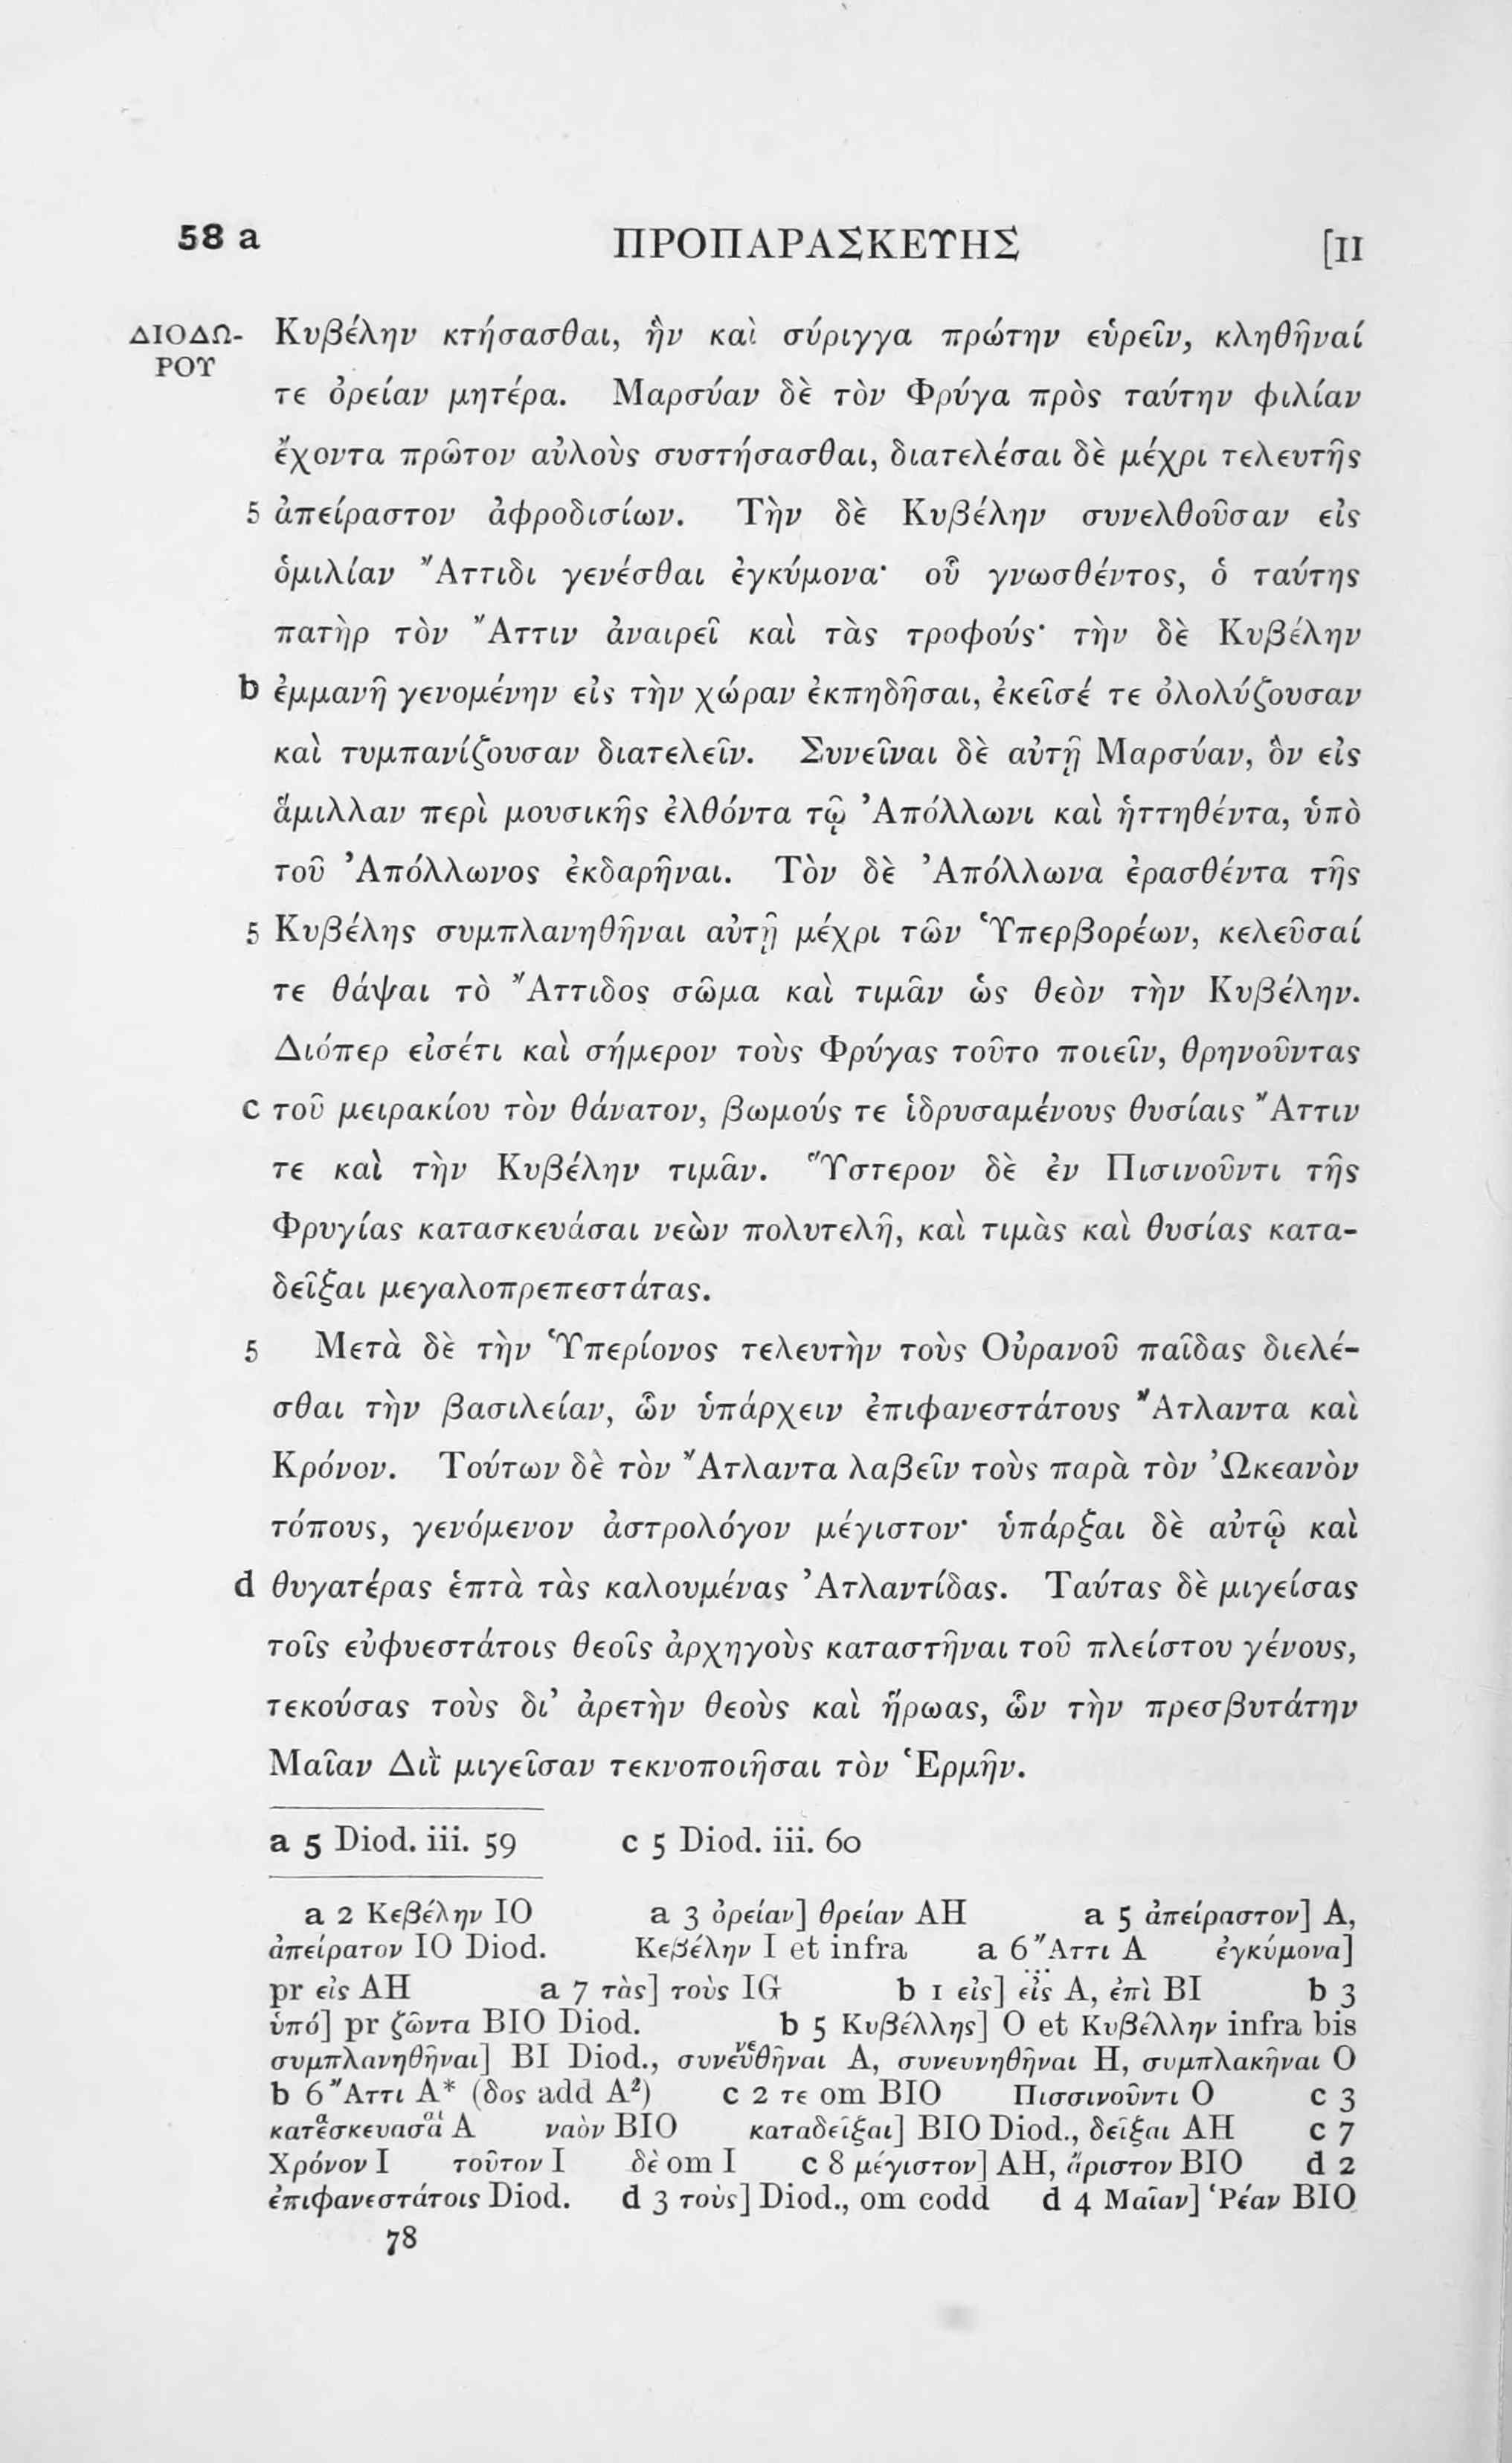 58 a ΠΡΟΠΑΡΑΣΚΕΥΗΣ [II
ΔΙΟΔΩ- Κυβέλην κτήσασθαι, ἣν καὶ σύριγγα πρώτην εὑρεῖν, κληθῆναί
ΡΟΥ
τε ὀρείαν μητέρα. Μαρσύαν δὲ τὸν Φρύγα πρὸς ταύτην φιλίαν
ἔχοντα πρῶτον αὐλοὺς συστήσασθαι, διατελέσαι δὲ μέχρι τελευτῆς
5 ἀπείραστον ἀφροδισίων. Τὴν δὲ Κυβέλην συνελθοῦσαν εἰς
ὁμιλίαν Ἄττιδι γενέσθαι ἐγκύμονα· οὗ γνωσθέντος, ὁ ταύτης
πατὴρ τὸν Ἄττιν ἀναιρεῖ καὶ τὰς τροφούς· τὴν δὲ Κυβέλην
b ἐμμανῆ γενομένην εἰς τὴν χώραν ἐκπηδῆσαι, ἐκεῖσέ τε ὀλολύζουσαν
καὶ τυμπανίζουσαν διατελεῖν. Συνεῖναι δὲ αὐτῇ Μαρσύαν, ὃν εἰς
ἅμιλλαν περὶ μουσικῆς ἐλθόντα τῷ Ἀπόλλωνι καὶ ἡττηθέντα, ὑπὸ
τοῦ Ἀπόλλωνος ἐκδαρῆναι. Τὸν δὲ Ἀπόλλωνα ἐρασθέντα τῆς
5 Κυβέλης συμπλανηθῆναι αὐτῇ μέχρι τῶν Ὑπερβορέων, κελεῦσαί
τε θάψαι τὸ Ἄττιδος σῶμα καὶ τιμᾶν ὡς θεὸν τὴν Κυβέλην.
Διόπερ εἰσέτι καὶ σήμερον τοὺς Φρύγας τοῦτο ποιεῖν, θρηνοῦντας
c τοῦ μειρακίου τὸν θάνατον, βωμούς τε ἱδρυσαμένους θυσίαις Ἄττιν
τε καὶ τὴν Κυβέλην τιμᾶν. Ὕστερον δὲ ἐν Πισινοῦντι τῆς
Φρυγίας κατασκευάσαι νεὼν πολυτελῆ, καὶ τιμὰς καὶ θυσίας κατα-
δεῖξαι μεγαλοπρεπεστάτας.
5 Μετὰ δὲ τὴν Ὑπερίονος τελευτὴν τοὺς Οὐρανοῦ παῖδας διελέ-
σθαι τὴν βασιλείαν, ὧν ὑπάρχειν ἐπιφανεστάτους Ἄτλαντα καὶ
Κρόνον. Τούτων δὲ τὸν Ἄτλαντα λαβεῖν τοὺς παρὰ τὸν Ὠκεανὸν
τόπους, γενόμενον ἀστρολόγον μέγιστον· ὑπάρξαι δὲ αὐτῷ καὶ
d θυγατέρας ἑπτὰ τὰς καλουμένας Ἀτλαντίδας. Ταύτας δὲ μιγείσας
τοῖς εὐφυεστάτοις θεοῖς ἀρχηγοὺς καταστῆναι τοῦ πλείστου γένους,
τεκούσας τοὺς δι᾽ ἀρετὴν θεοὺς καὶ ἥρωας, ὧν τὴν πρεσβυτάτην
Μαῖαν Διῒ μιγεῖσαν τεκνοποιῆσαι τὸν Ἑρμῆν.
a 5 Diod. iii. 59 c 5 Diod. iii. 60
a 2 Κεβέλην IO a 3 ὀρείαν] θρείαν AH a 5 ἀπείραστον] A,
ἀπείρατον IO Diod. Κεβέλην I et infra a 6 Ἄττι A ἐγκύμονα]
pr εἰς AH a 7 τὰς] τοὺς IG b 1 εἰς] εἰς A, ἐπὶ BI b 3
ὑπό] pr ζῶντα BIO Diod. b 5 Κυβέλλης] O et Κυβέλλην infra bis
συμπλανηθῆναι] BI Diod., συνεύθῆναι A, συνευνηθῆναι H, συμπλακῆναι O
b 6 Ἄττι A* (δος add A²) c 2 τε om BIO Πισσινοῦντι O c 3
A ναὸν BIO καταδεῖξαι] BIO Diod., δεῖξαι AH c 7
Χρόνον I τοῦτον I δὲ om I c 8 μέγιστον] AH, ἄριστον BIO d 2
ἐπιφανεστάτοις Diod. d 3 τοὺς] Diod., om codd d 4 Μαῖαν] Ῥέαν BIO
78